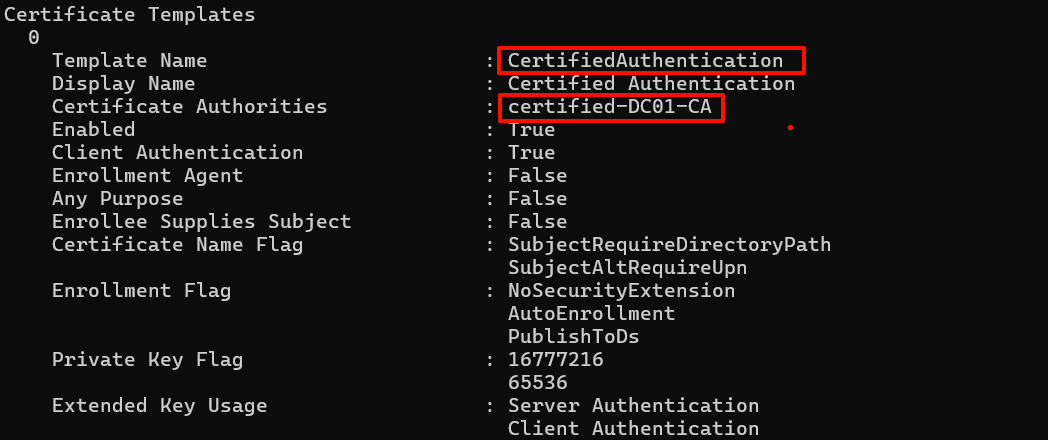 Certificate Templates
0
Template Name : CertifiedAuthentication
Display Name : Certified Authentication
Certificate Authorities : certified-DC01-CA
Enabled : True
Client Authentication : True
Enrollment Agent : False
Any Purpose : False
Enrollee Supplies Subject : False
Certificate Name Flag : SubjectRequireDirectoryPath
SubjectAltRequireUpn
Enrollment Flag : NoSecurityExtension
AutoEnrollment
PublishToDs
Private Key Flag : 16777216
65536
Extended Key Usage : Server Authentication
Client Authentication